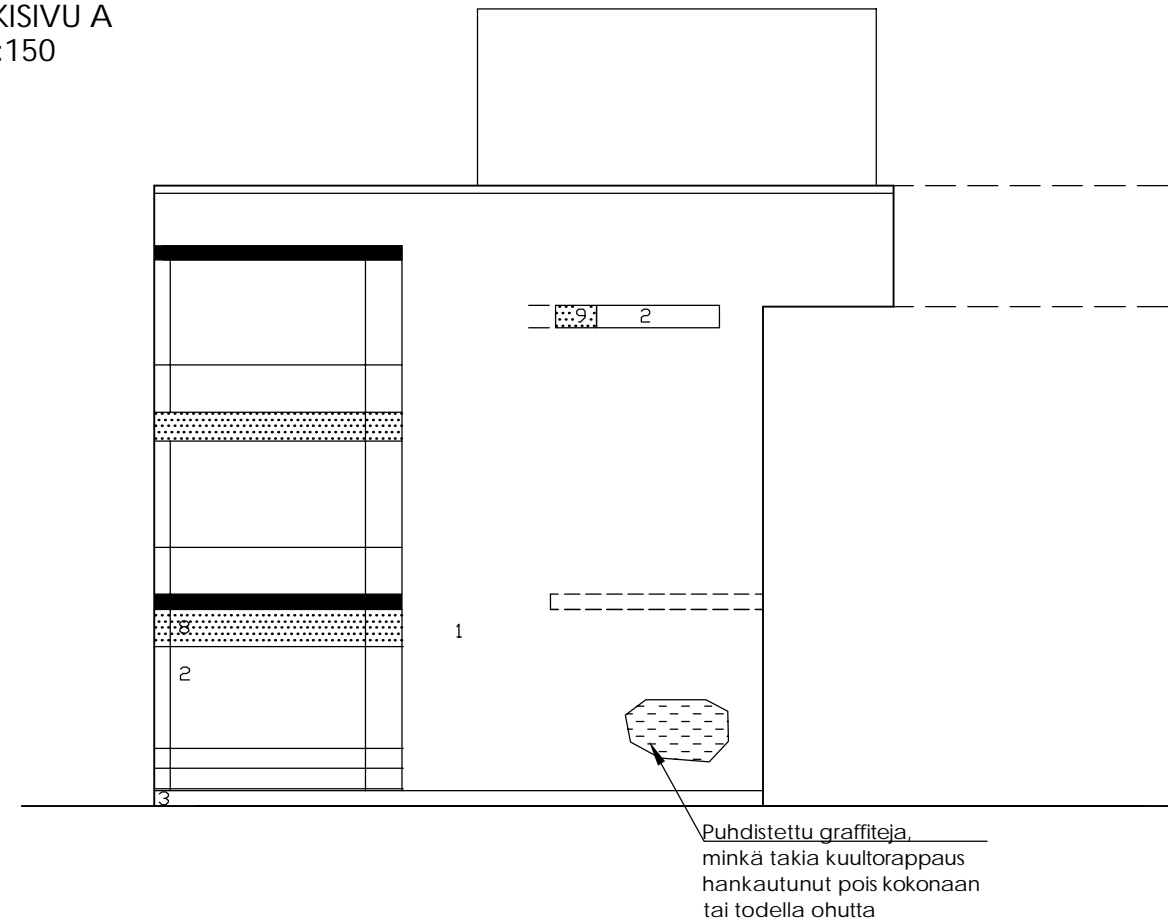 KISIVU A
:150
9 2
8
1
2
3
Puhdistettu graffiteja,
minkä takia kuultorappaus
hankautunut pois kokonaan
tai todella ohutta